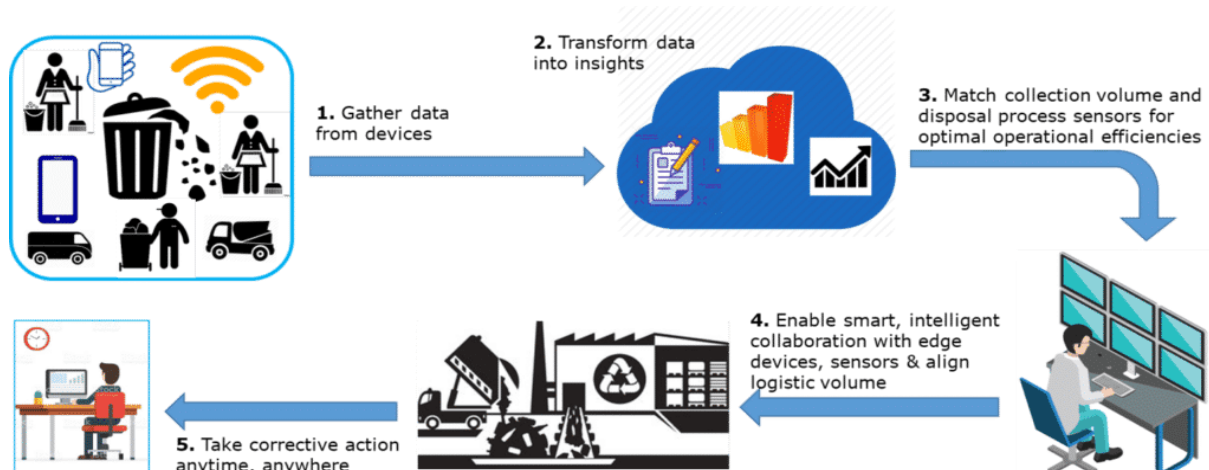 1. Gather data
from devices
2. Transform data
into insights
3. Match collection volume and
disposal process sensors for
optimal operational efficiencies
4. Enable smart, intelligent
collaboration with edge
devices, sensors & align
logistic volume
5. Take corrective action
anytime, anywhere